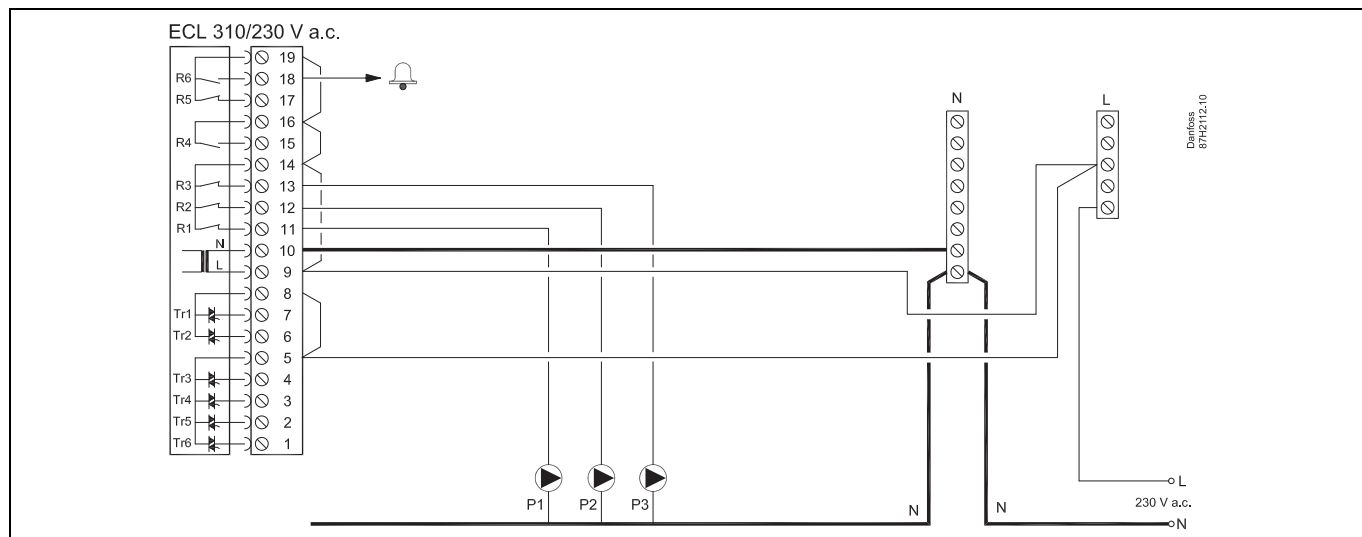 ECL 310/230 V a.c.
19
R6 18
R5 17
16
R4 15
14
R3 13
R2 12
R1 11
N 10
L 9
8
Tr1 7
Tr2 6
5
Tr3 4
Tr4 3
Tr5 2
Tr6 1
N
L
Danfoss
87H2112.10
P1 P2 P3
N N
L
230 V a.c.
N